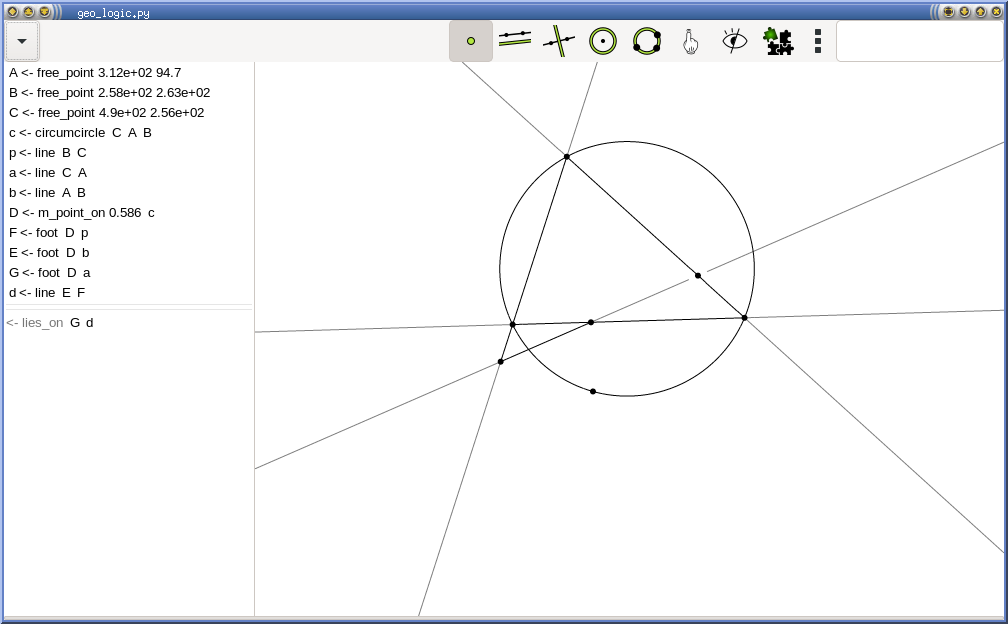 geo_logic.py
A <- free_point 3.12e+02 94.7
B <- free_point 2.58e+02 2.63e+02
C <- free_point 4.9e+02 2.56e+02
c <- circumcircle C A B
p <- line B C
a <- line C A
b <- line A B
D <- m_point_on 0.586 c
F <- foot D p
E <- foot D b
G <- foot D a
d <- line E F
<- lies_on G d